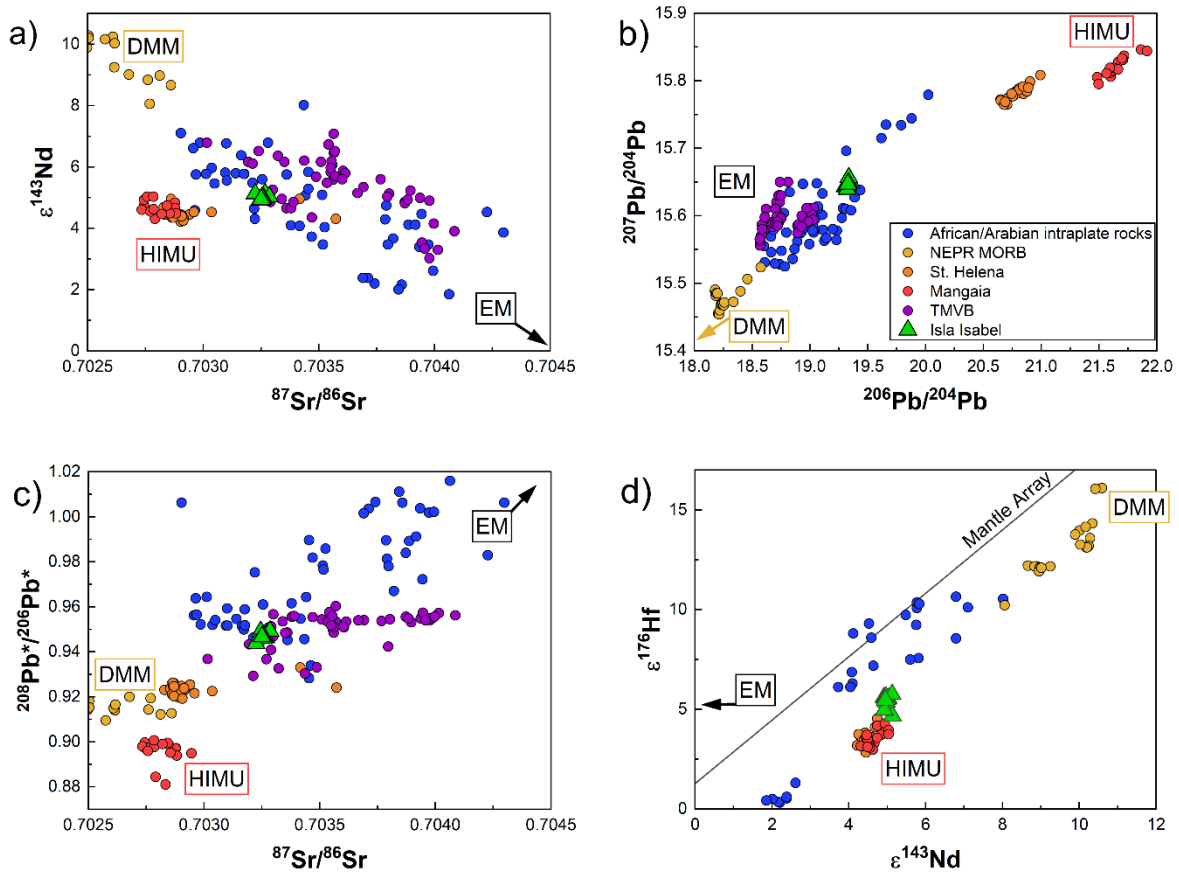 a)
10
8
6
4
2
0
ε¹⁴³Nd
DMM
HIMU
EM
0.7025 0.7030 0.7035 0.7040 0.7045
⁸⁷Sr/⁸⁶Sr
b)
15.9
15.8
15.7
15.6
15.5
15.4
²⁰⁷Pb/²⁰⁴Pb
HIMU
EM
DMM
African/Arabian intraplate rocks
NEPR MORB
St. Helena
Mangaia
TMVB
Isla Isabel
18.0 18.5 19.0 19.5 20.0 20.5 21.0 21.5 22.0
²⁰⁶Pb/²⁰⁴Pb
c)
1.02
1.00
0.98
0.96
0.94
0.92
0.90
0.88
²⁰⁸Pb*/²⁰⁶Pb*
EM
DMM
HIMU
0.7025 0.7030 0.7035 0.7040 0.7045
⁸⁷Sr/⁸⁶Sr
d)
15
10
5
0
ε¹⁷⁶Hf
Mantle Array
DMM
EM
HIMU
0 2 4 6 8 10 12
ε¹⁴³Nd